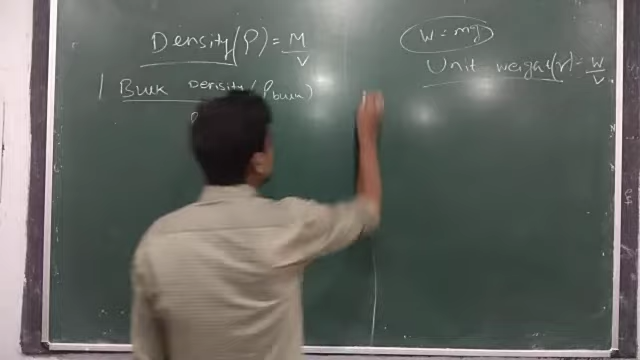 Density(ρ) = M/V
1 Bulk Density(ρbulk)
W = mg
Unit weight(γ) = W/V